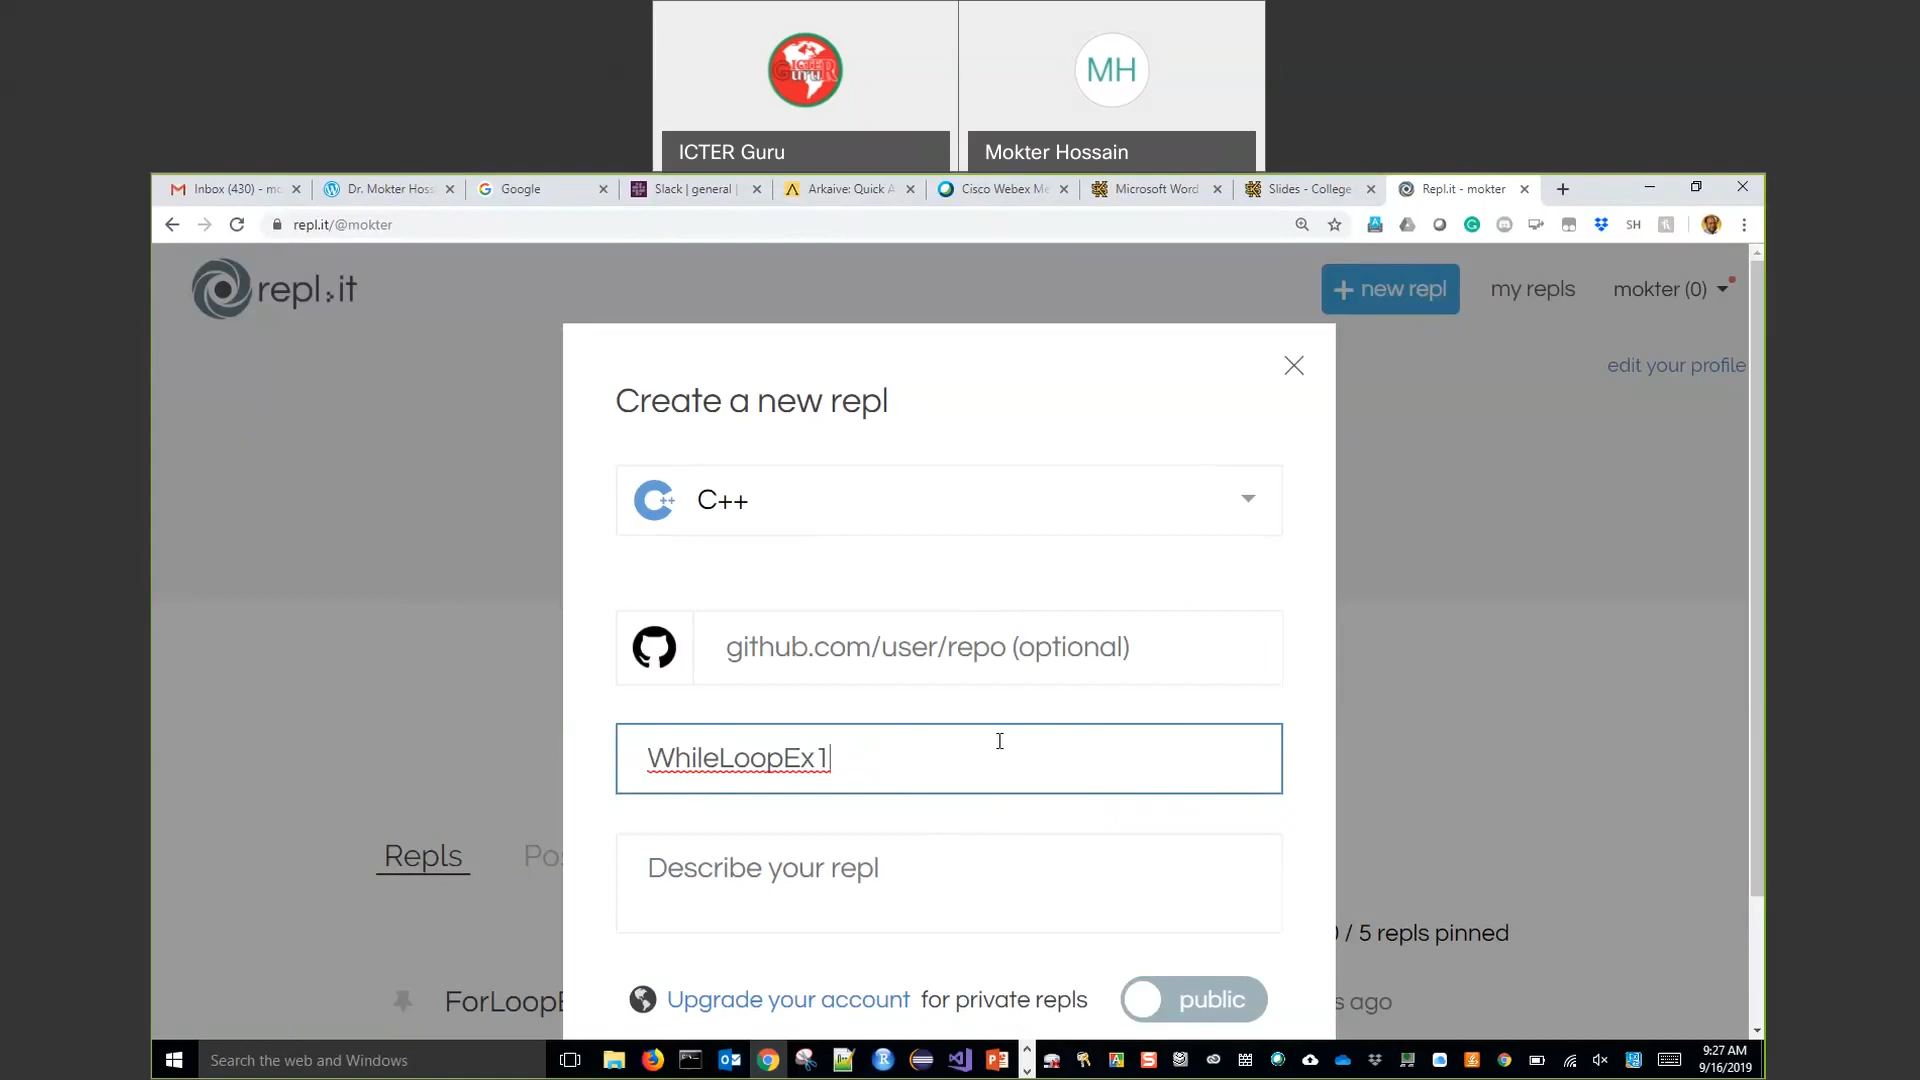 MH
ICTER Guru
Mokter Hossain
Inbox (430) - mo
Dr. Mokter Hoss
Google
Slack | general |
Arkaive: Quick A
Cisco Webex Me
Microsoft Word
Slides - College
Repl.it - mokter
repl.it/@mokter
SH
repl.it
+ new repl
my repls
mokter (0)
edit your profile
Create a new repl
C++
github.com/user/repo (optional)
WhileLoopEx1
Repls
Pos
Describe your repl
/ 5 repls pinned
ForLoopE
Upgrade your account for private repls
public
s ago
Search the web and Windows
9:27 AM
9/16/2019